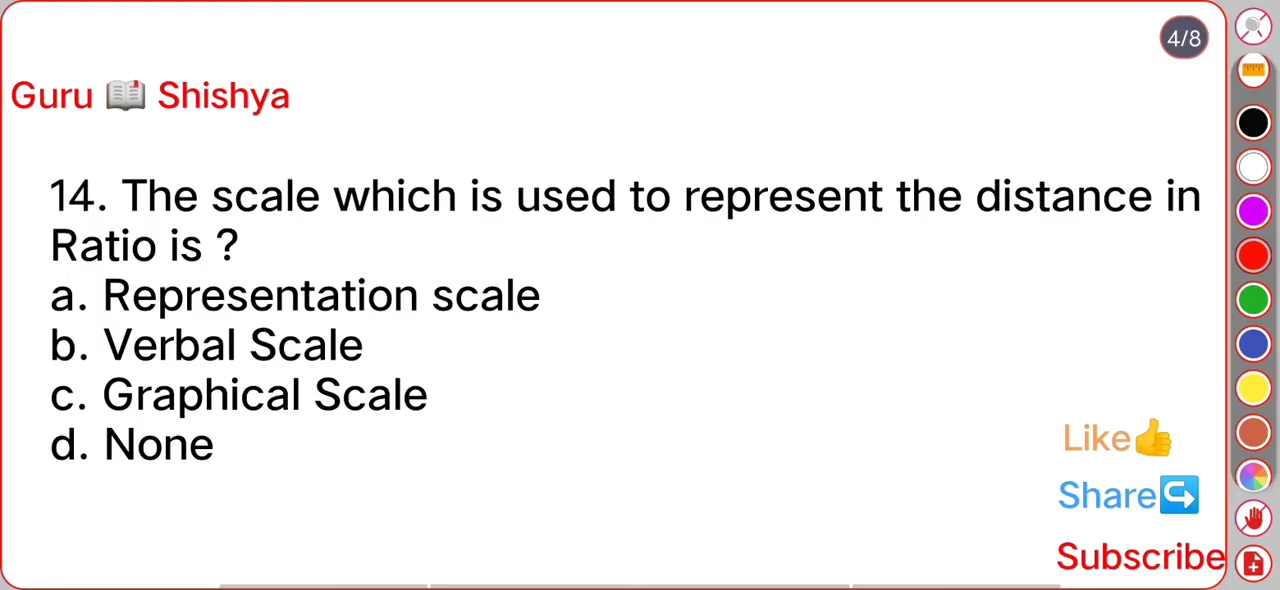 4/8
Guru 📖 Shishya
14. The scale which is used to represent the distance in
Ratio is ?
a. Representation scale
b. Verbal Scale
c. Graphical Scale
d. None
Like👍
Share↪️
Subscribe